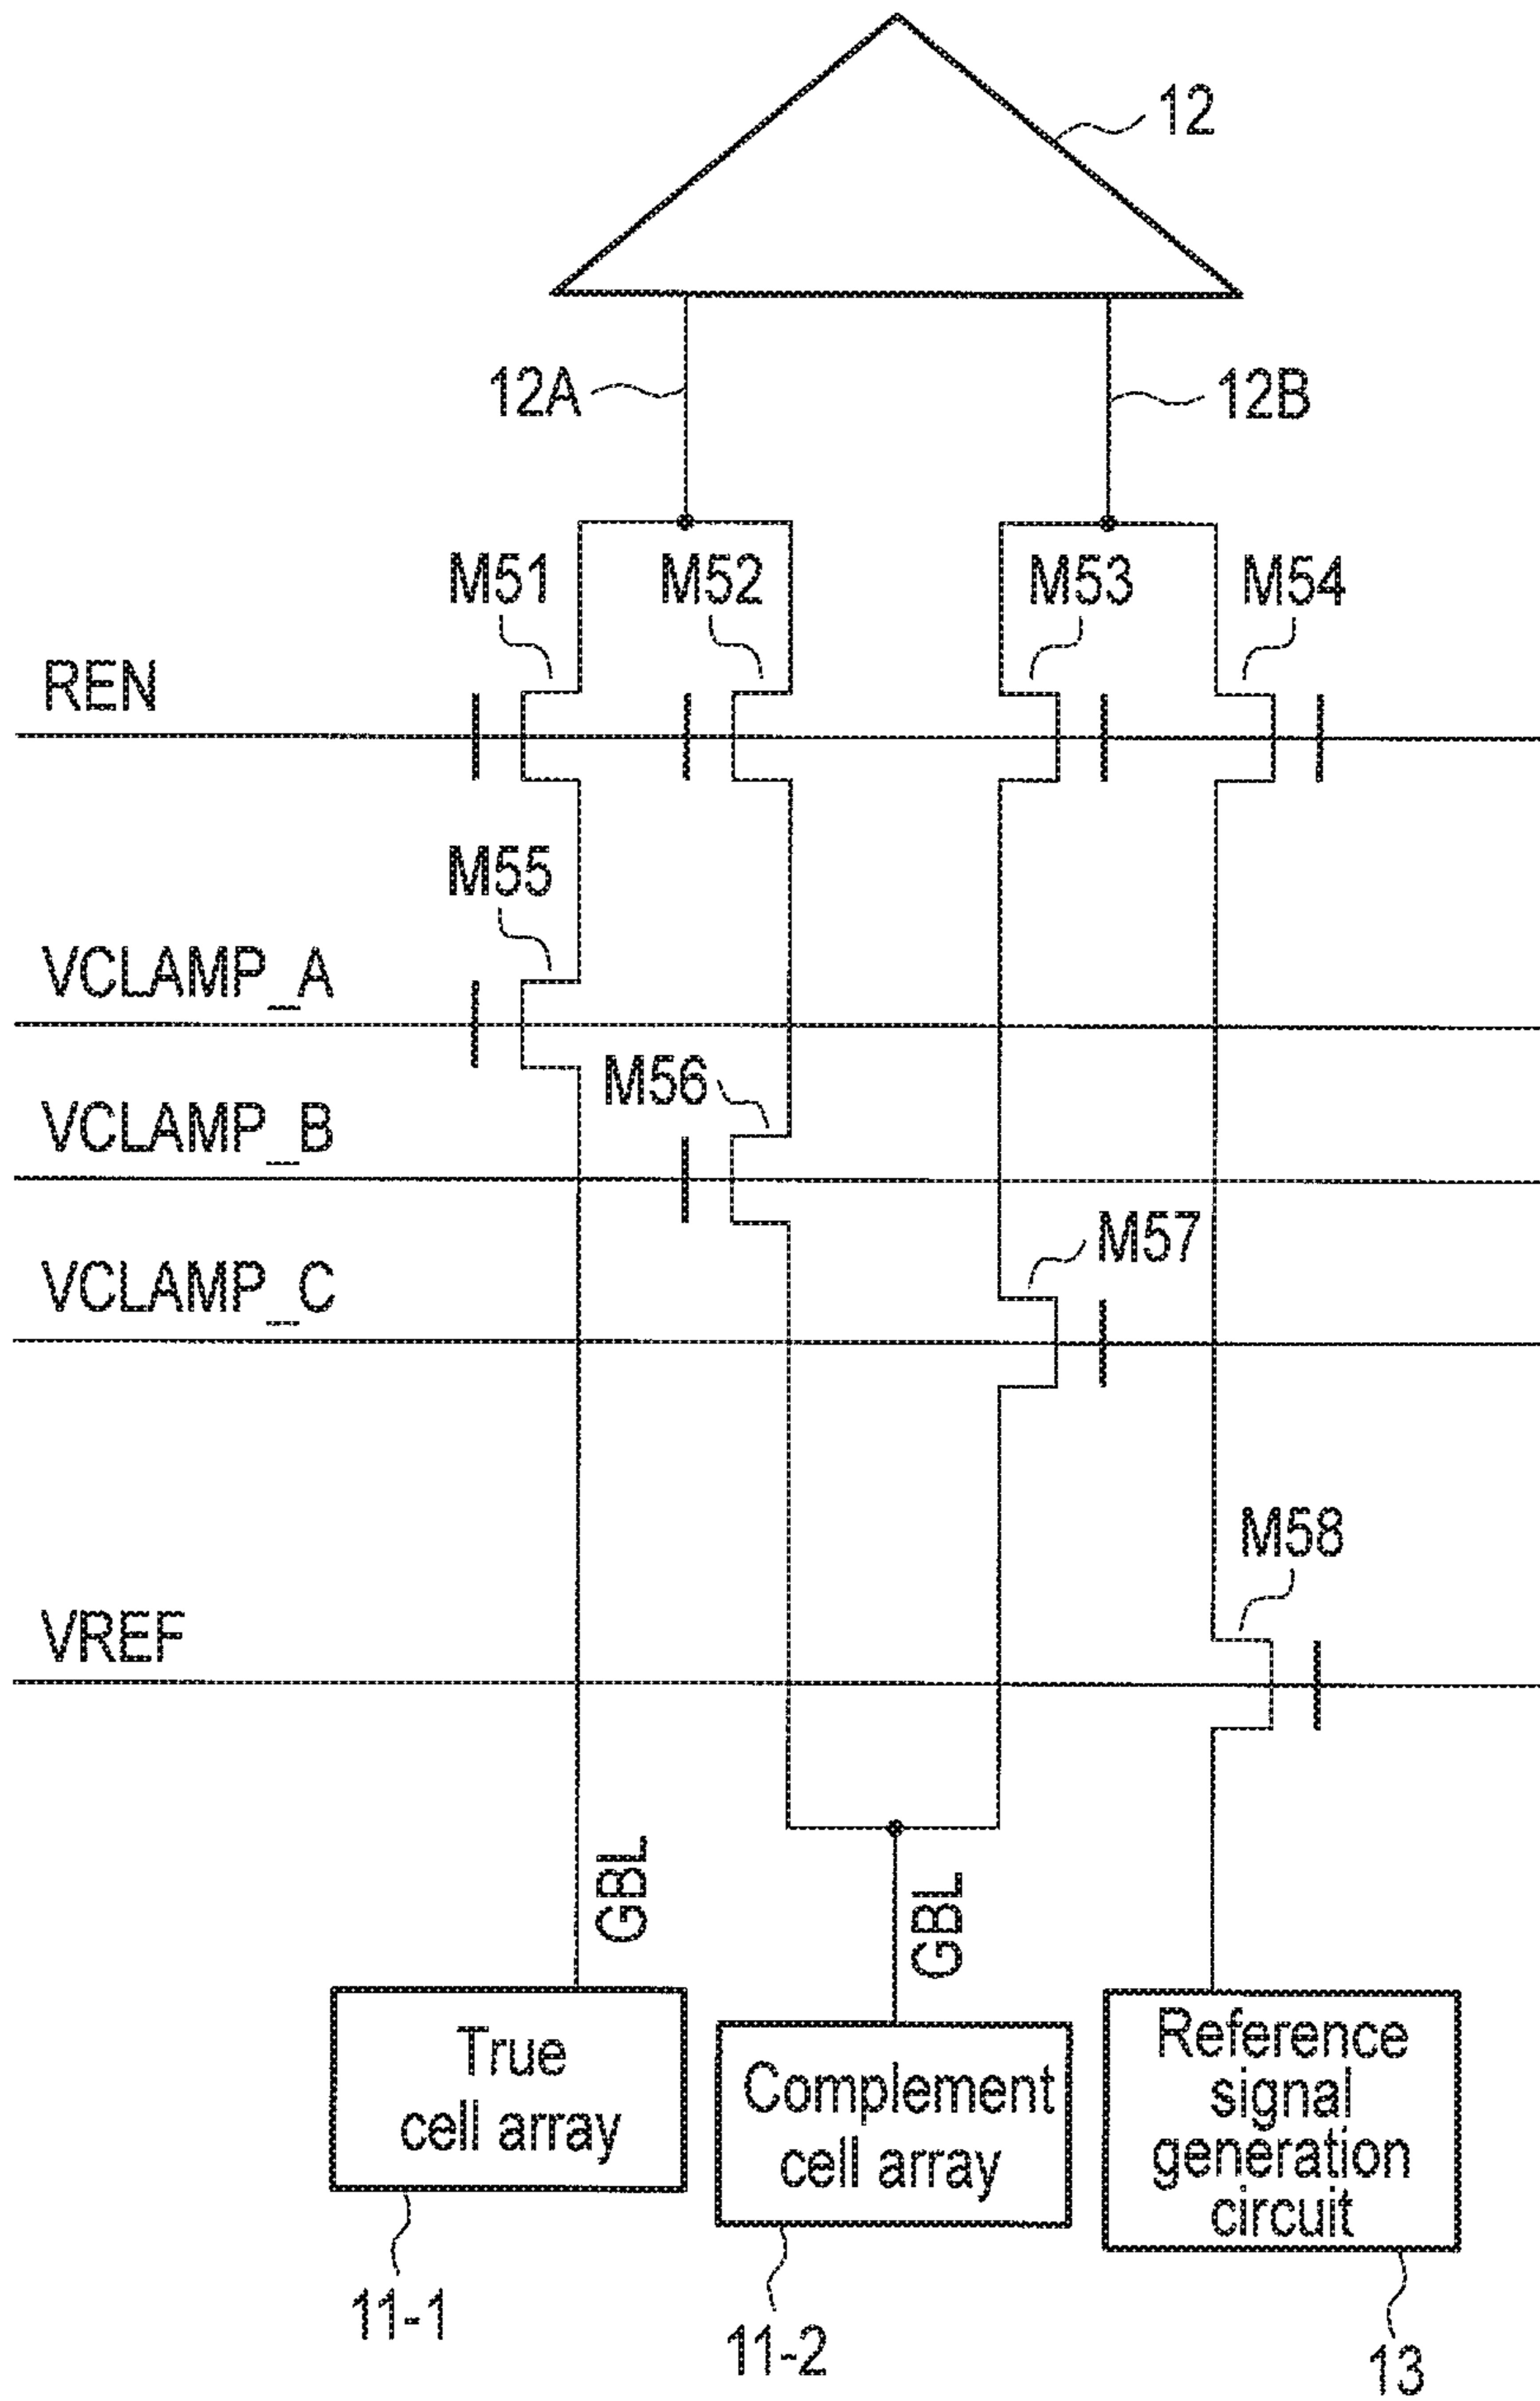 12
12A
12B
M51
M52
M53
M54
REN
M55
VCLAMP_A
M56
VCLAMP_B
M57
VCLAMP_C
M58
VREF
GBL
GBL
True
cell array
Complement
cell array
Reference
signal
generation
circuit
11-1
11-2
13